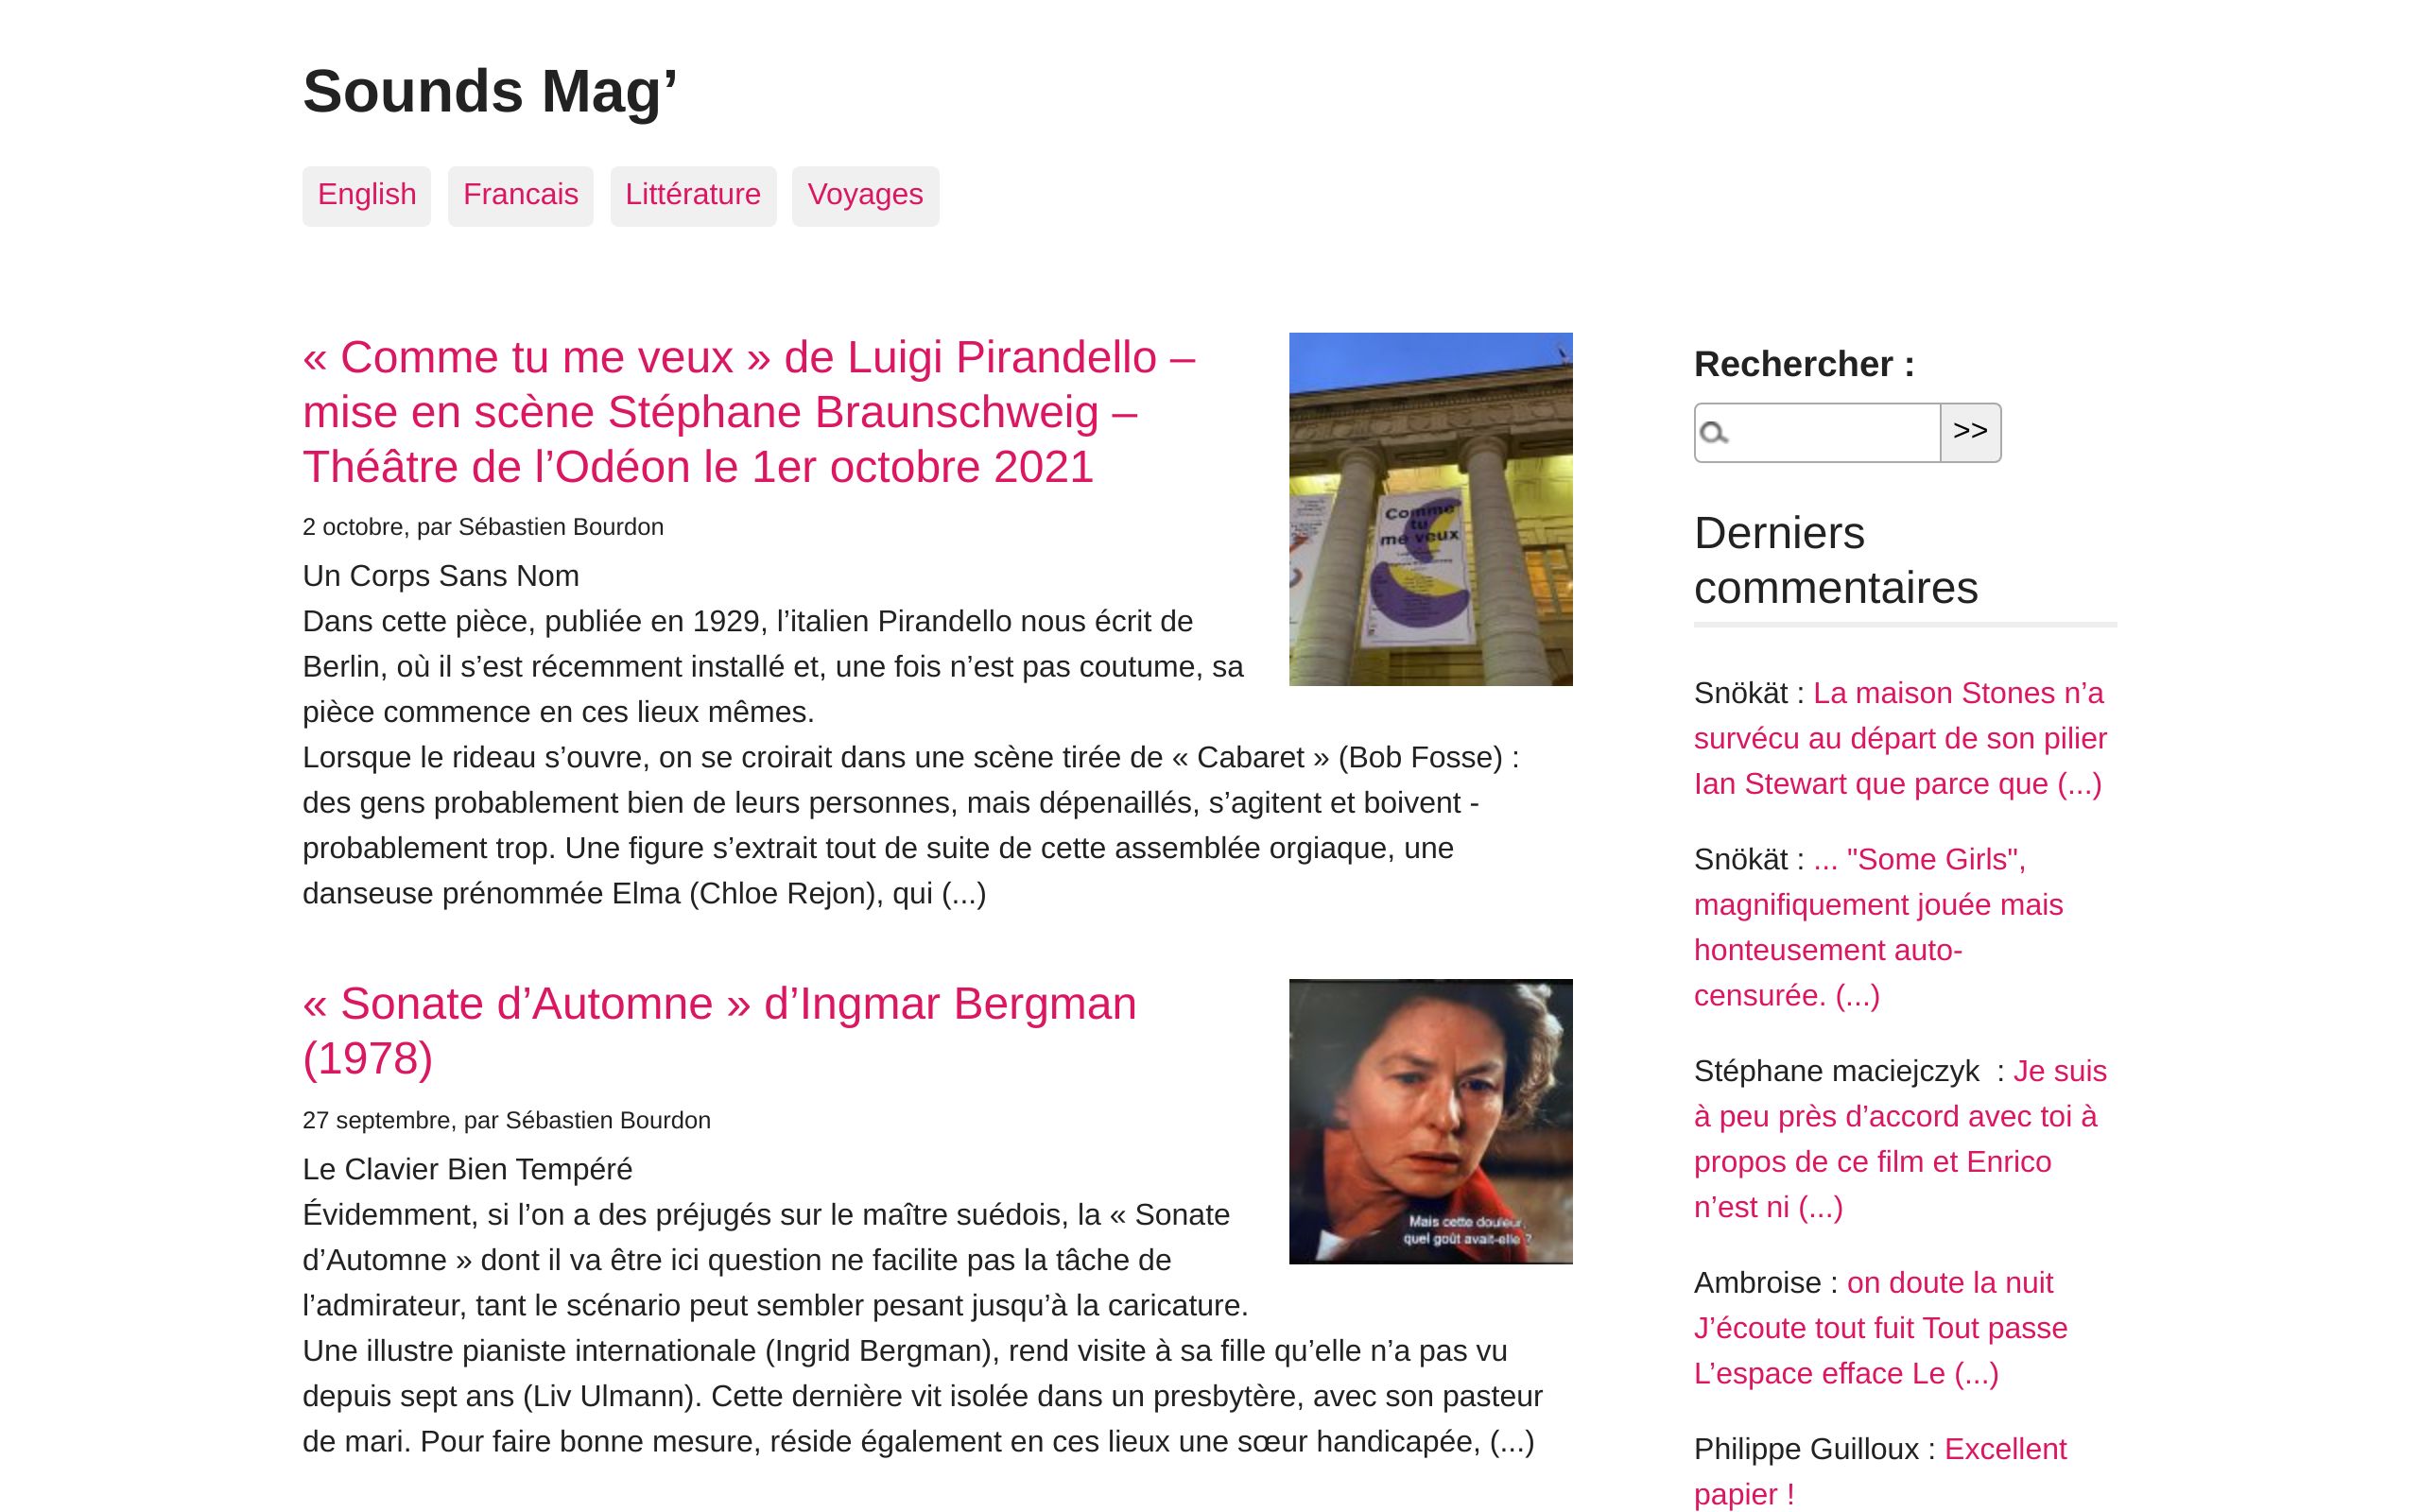 Sounds Mag’
English
Francais
Littérature
Voyages
« Comme tu me veux » de Luigi Pirandello –
mise en scène Stéphane Braunschweig –
Théâtre de l’Odéon le 1er octobre 2021
2 octobre, par Sébastien Bourdon
Un Corps Sans Nom
Dans cette pièce, publiée en 1929, l’italien Pirandello nous écrit de
Berlin, où il s’est récemment installé et, une fois n’est pas coutume, sa
pièce commence en ces lieux mêmes.
Lorsque le rideau s’ouvre, on se croirait dans une scène tirée de « Cabaret » (Bob Fosse) :
des gens probablement bien de leurs personnes, mais dépenaillés, s’agitent et boivent -
probablement trop. Une figure s’extrait tout de suite de cette assemblée orgiaque, une
danseuse prénommée Elma (Chloe Rejon), qui (...)
Comme
tu
me veux
« Sonate d’Automne » d’Ingmar Bergman
(1978)
27 septembre, par Sébastien Bourdon
Le Clavier Bien Tempéré
Évidemment, si l’on a des préjugés sur le maître suédois, la « Sonate
d’Automne » dont il va être ici question ne facilite pas la tâche de
l’admirateur, tant le scénario peut sembler pesant jusqu’à la caricature.
Une illustre pianiste internationale (Ingrid Bergman), rend visite à sa fille qu’elle n’a pas vu
depuis sept ans (Liv Ulmann). Cette dernière vit isolée dans un presbytère, avec son pasteur
de mari. Pour faire bonne mesure, réside également en ces lieux une sœur handicapée, (...)
Mais cette douleur,
quel goût avait-elle ?
Rechercher :
>>
Derniers
commentaires
Snökät : La maison Stones n’a
survécu au départ de son pilier
Ian Stewart que parce que (...)
Snökät : ... "Some Girls",
magnifiquement jouée mais
honteusement auto-
censurée. (...)
Stéphane maciejczyk  : Je suis
à peu près d’accord avec toi à
propos de ce film et Enrico
n’est ni (...)
Ambroise : on doute la nuit
J’écoute tout fuit Tout passe
L’espace efface Le (...)
Philippe Guilloux : Excellent
papier !